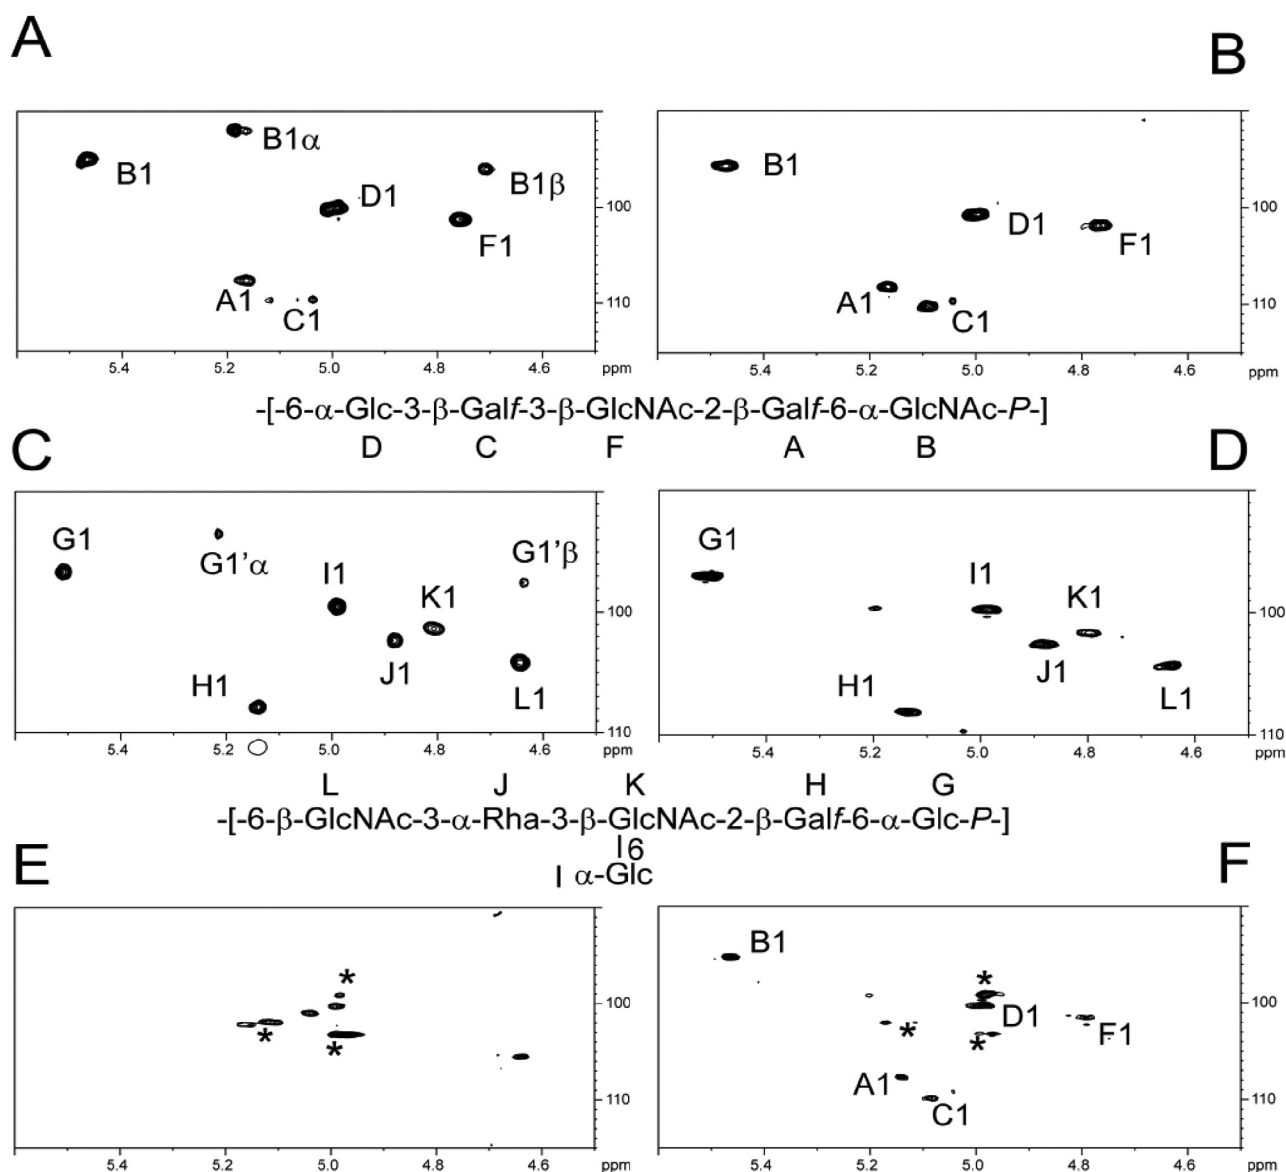 A
B
B1
B1α
D1
B1β
F1
A1
C1
100
110
5.4 5.2 5.0 4.8 4.6 ppm
B1
D1
F1
A1
C1
100
110
5.4 5.2 5.0 4.8 4.6 ppm
-[-6-α-Glc-3-β-Galf-3-β-GlcNAc-2-β-Galf-6-α-GlcNAc-P-]
D C F A B
C
D
G1
G1'α
I1
K1
G1'β
H1
J1
L1
100
110
5.4 5.2 5.0 4.8 4.6 ppm
G1
I1
K1
H1
J1
L1
100
110
5.4 5.2 5.0 4.8 4.6 ppm
L J K H G
-[-6-β-GlcNAc-3-α-Rha-3-β-GlcNAc-2-β-Galf-6-α-Glc-P-]
6
I α-Glc
E
F
*
*
*
100
110
5.4 5.2 5.0 4.8 4.6 ppm
B1
*
D1
*
*
F1
A1
C1
100
110
5.4 5.2 5.0 4.8 4.6 ppm